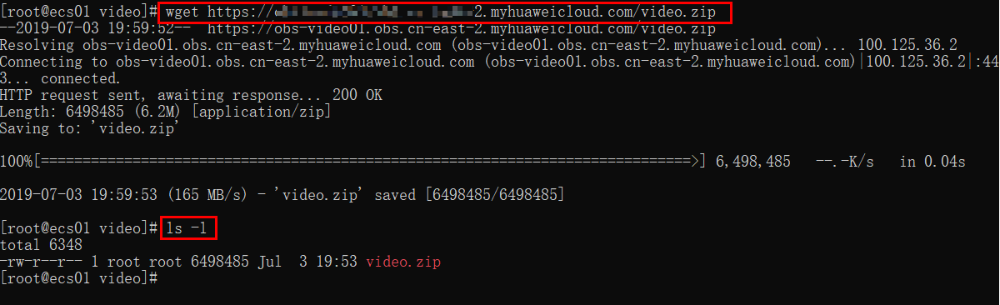 [root@ecs01 video]# wget https:// 2.myhuaweicloud.com/video.zip
--2019-07-03 19:59:52-- https://obs-video01.obs.cn-east-2.myhuaweicloud.com/video.zip
Resolving obs-video01.obs.cn-east-2.myhuaweicloud.com (obs-video01.obs.cn-east-2.myhuaweicloud.com)... 100.125.36.2
Connecting to obs-video01.obs.cn-east-2.myhuaweicloud.com (obs-video01.obs.cn-east-2.myhuaweicloud.com)|100.125.36.2|:44
3... connected.
HTTP request sent, awaiting response... 200 OK
Length: 6498485 (6.2M) [application/zip]
Saving to: 'video.zip'
100%[==============================================================================>] 6,498,485 --.-K/s in 0.04s
2019-07-03 19:59:53 (165 MB/s) - 'video.zip' saved [6498485/6498485]
[root@ecs01 video]# ls -l
total 6348
-rw-r--r-- 1 root root 6498485 Jul 3 19:53 video.zip
[root@ecs01 video]#